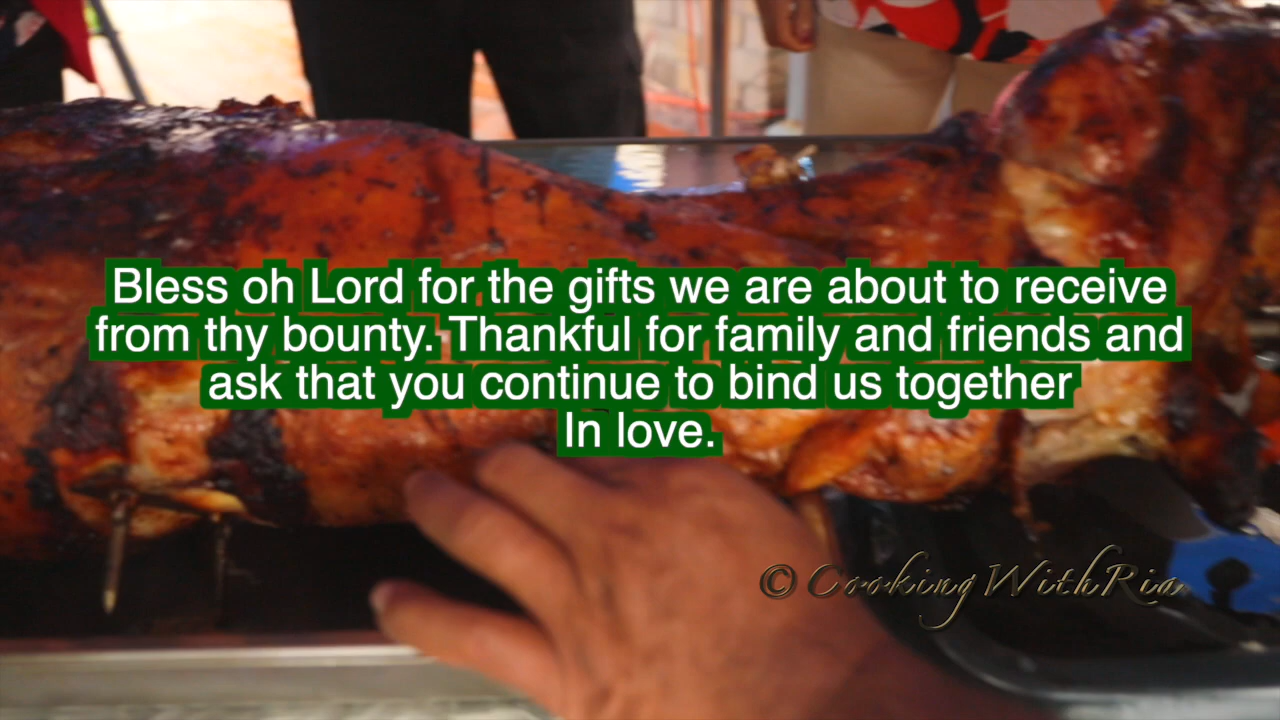 Bless oh Lord for the gifts we are about to receive
from thy bounty. Thankful for family and friends and
ask that you continue to bind us together
In love.
© CookingWithRia